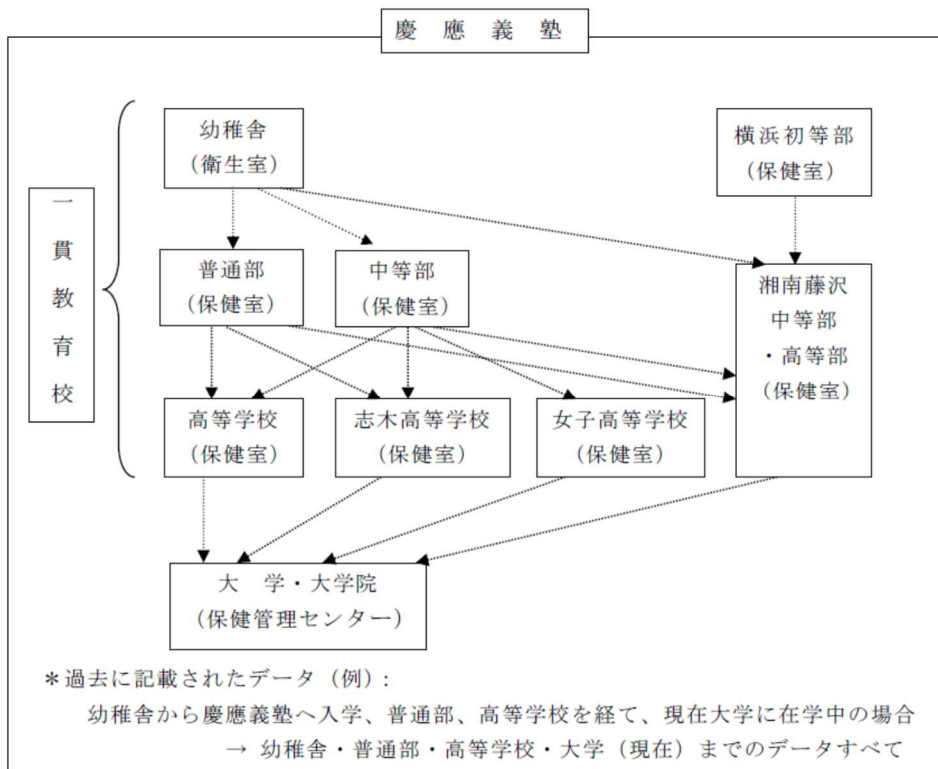 慶 應 義 塾
幼稚舎
（衛生室）
横浜初等部
（保健室）
一貫教育校
普通部
（保健室）
中等部
（保健室）
湘南藤沢
中等部
・高等部
（保健室）
高等学校
（保健室）
志木高等学校
（保健室）
女子高等学校
（保健室）
大　学・大学院
（保健管理センター）
＊過去に記載されたデータ（例）：
幼稚舎から慶應義塾へ入学、普通部、高等学校を経て、現在大学に在学中の場合
→ 幼稚舎・普通部・高等学校・大学（現在）までのデータすべて